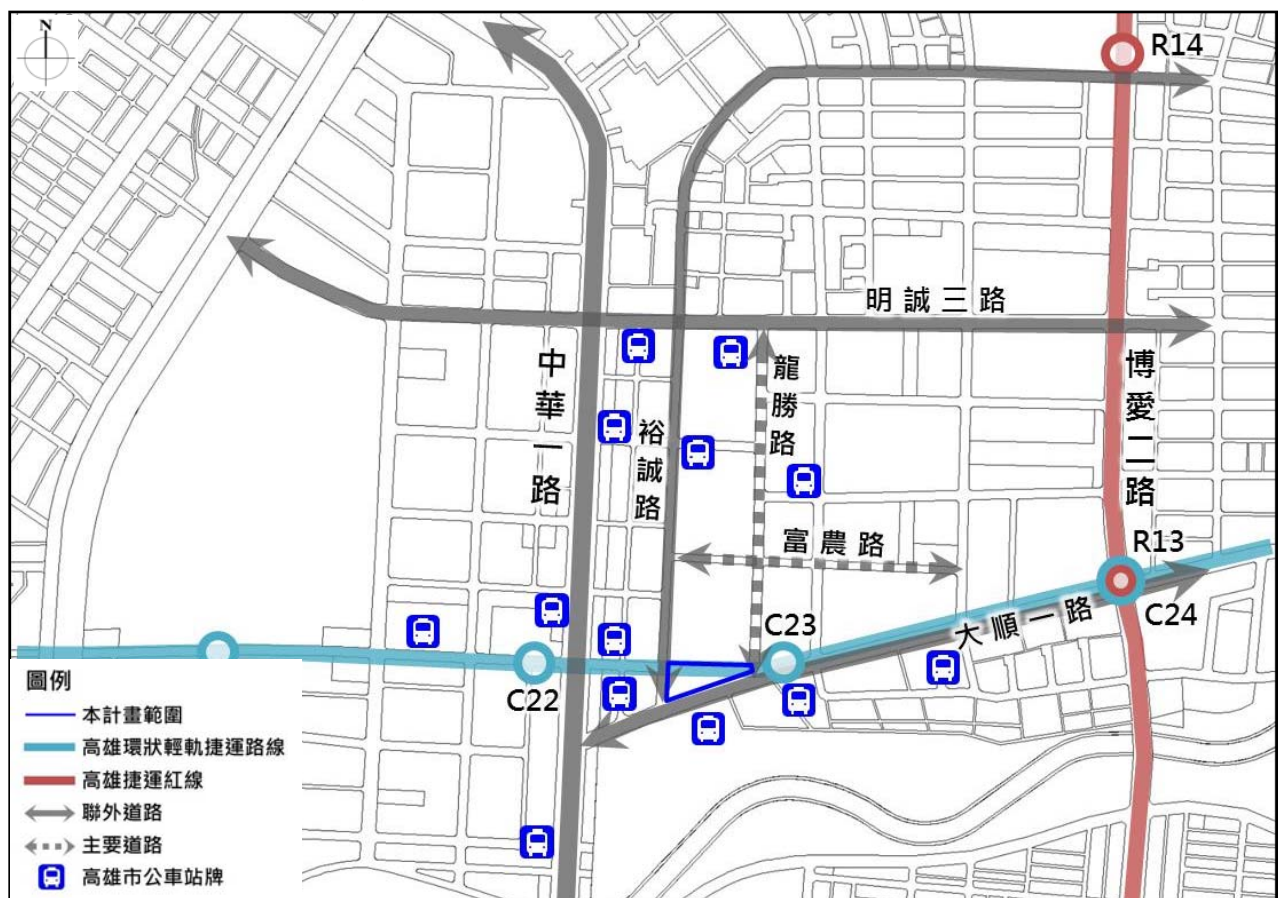 N
R14
明誠三路
中華一路
裕誠路
龍勝路
博愛二路
富農路
R13
C23
大順一路
C24
C22
圖例
本計畫範圍
高雄環狀輕軌捷運路線
高雄捷運紅線
聯外道路
主要道路
高雄市公車站牌